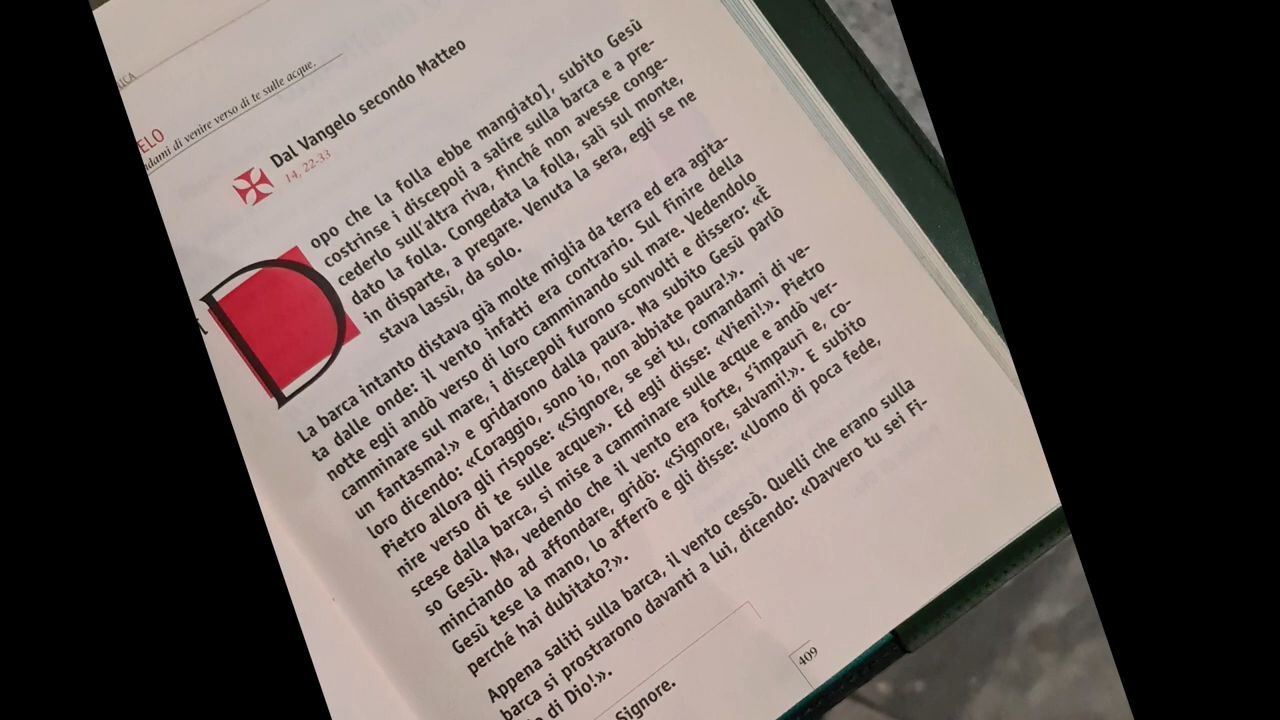 ICA
ELO
ndami di venire verso di te sulle acque.
Dal Vangelo secondo Matteo
14, 22-33
Dopo che la folla ebbe mangiato], subito Gesù
costrinse i discepoli a salire sulla barca e a pre-
cederlo sull'altra riva, finché non avesse conge-
dato la folla. Congedata la folla, salì sul monte,
in disparte, a pregare. Venuta la sera, egli se ne
stava lassù, da solo.
La barca intanto distava già molte miglia da terra ed era agita-
ta dalle onde: il vento infatti era contrario. Sul finire della
notte egli andò verso di loro camminando sul mare. Vedendolo
camminare sul mare, i discepoli furono sconvolti e dissero: «È
un fantasma!» e gridarono dalla paura. Ma subito Gesù parlò
loro dicendo: «Coraggio, sono io, non abbiate paura!».
Pietro allora gli rispose: «Signore, se sei tu, comandami di ve-
nire verso di te sulle acque». Ed egli disse: «Vieni!». Pietro
scese dalla barca, si mise a camminare sulle acque e andò ver-
so Gesù. Ma, vedendo che il vento era forte, s'impaurì e, co-
minciando ad affondare, gridò: «Signore, salvami!». E subito
Gesù tese la mano, lo afferrò e gli disse: «Uomo di poca fede,
perché hai dubitato?».
Appena saliti sulla barca, il vento cessò. Quelli che erano sulla
barca si prostrarono davanti a lui, dicendo: «Davvero tu sei Fi-
di Dio!».
Signore.
409